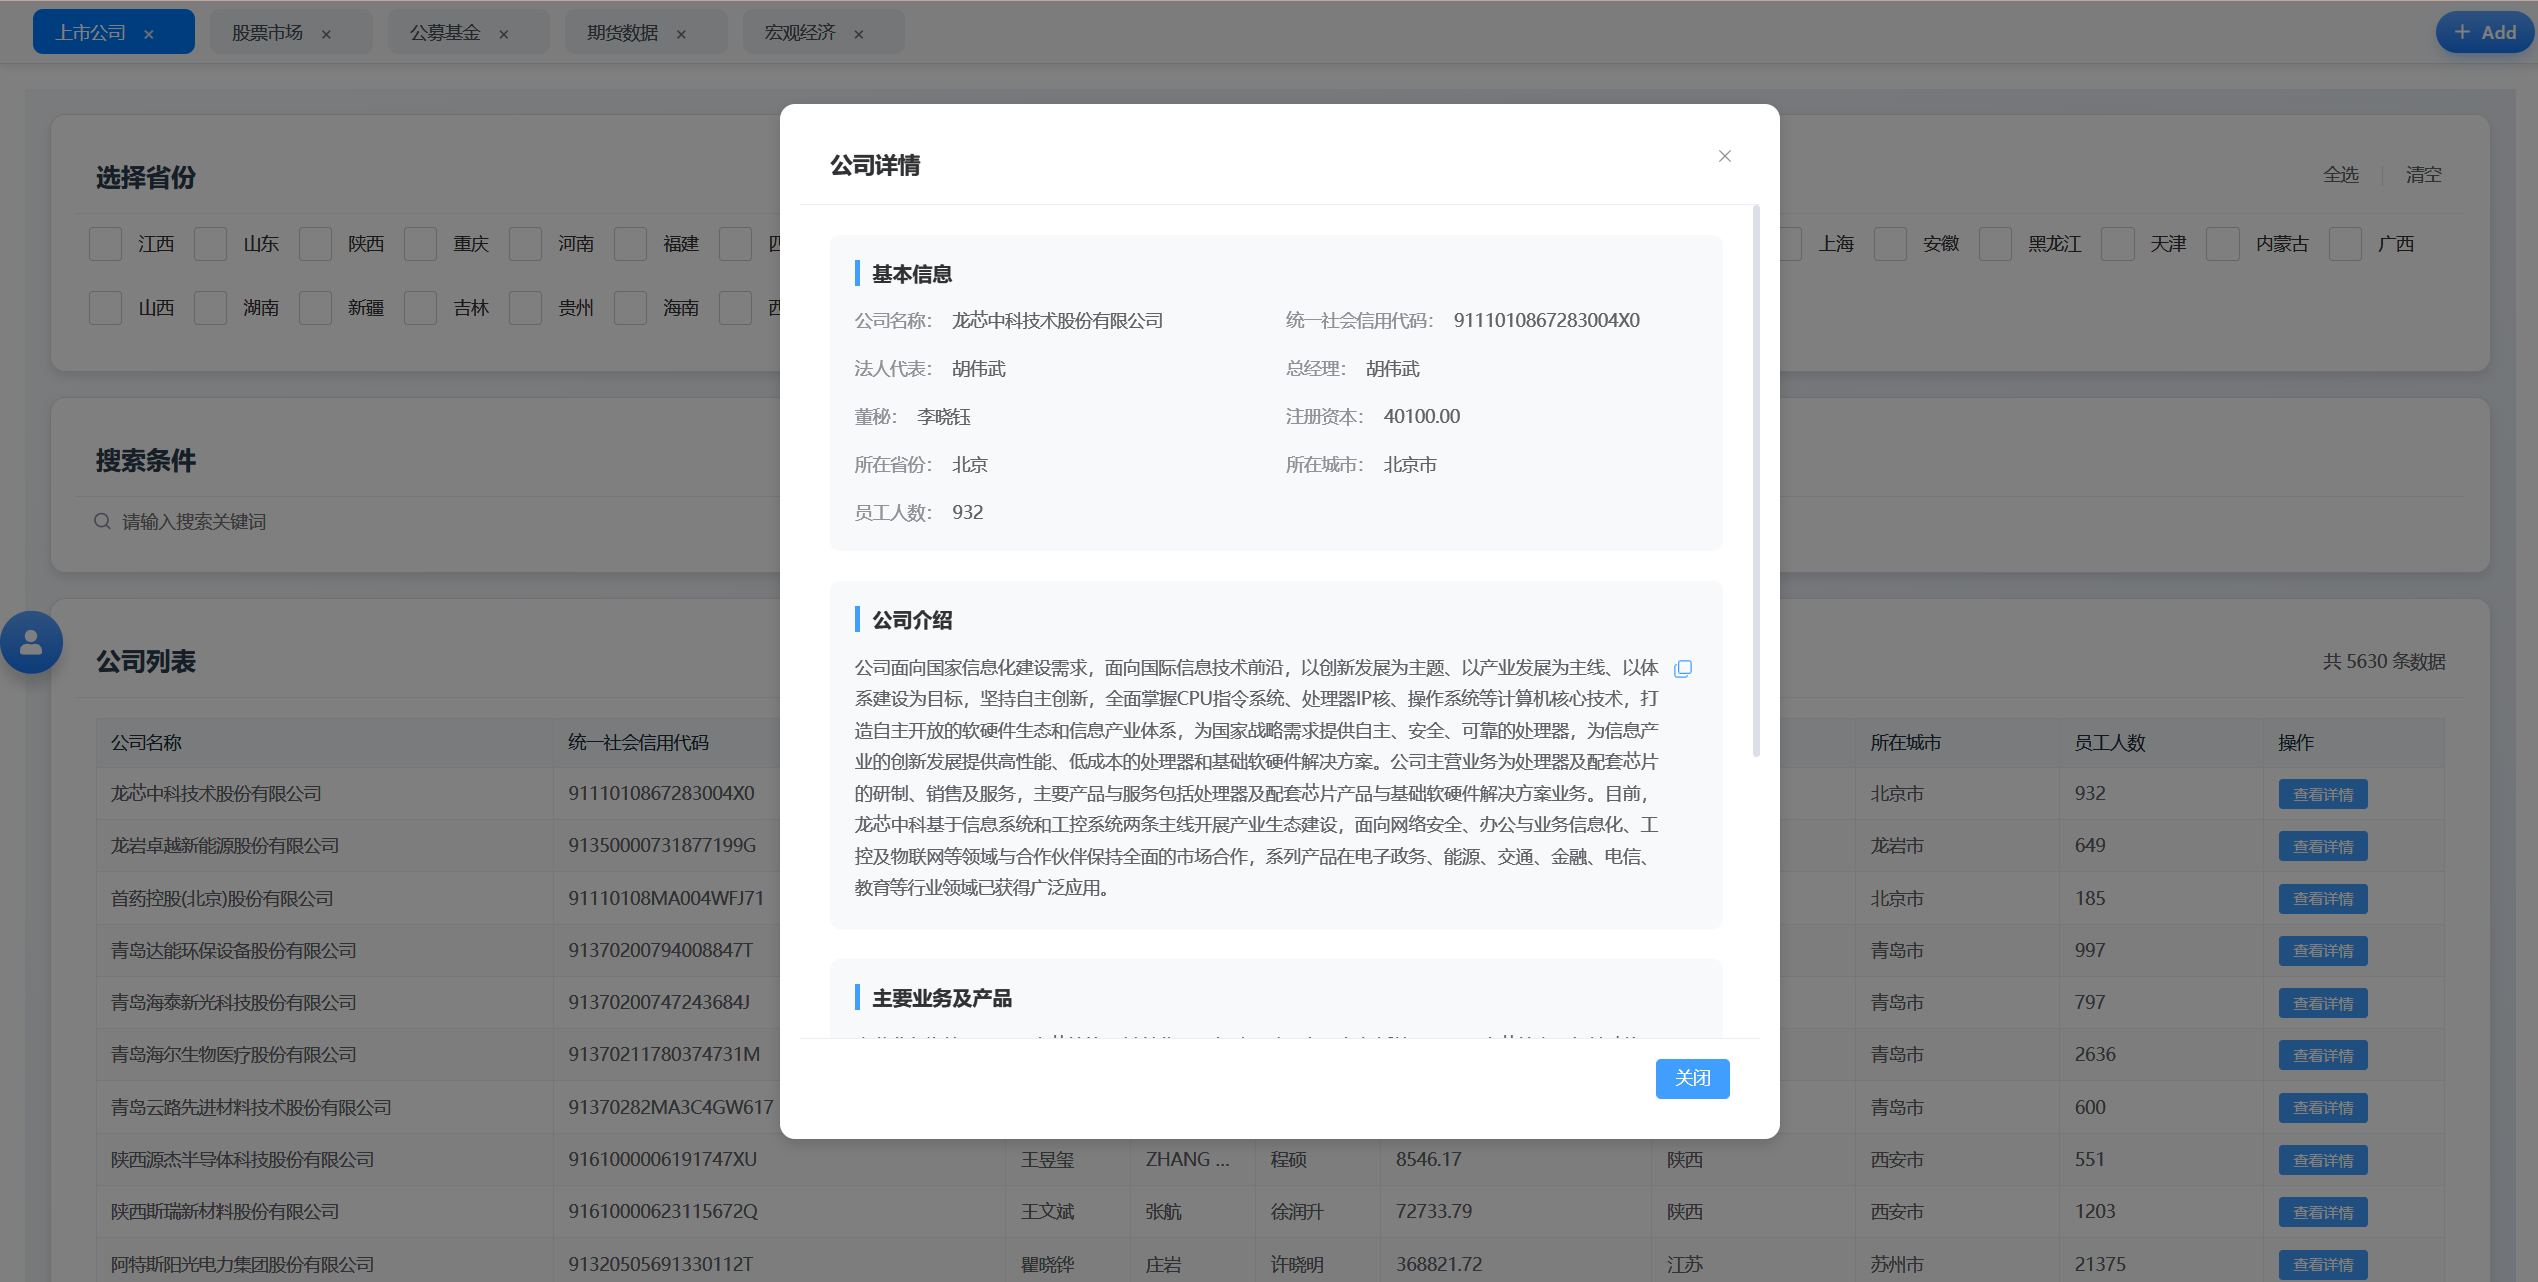 上市公司 × 股票市场 × 公募基金 × 期货数据 × 宏观经济 × + Add
选择省份 全选 清空
江西 山东 陕西 重庆 河南 福建 上海 安徽 黑龙江 天津 内蒙古 广西
山西 湖南 新疆 吉林 贵州 海南
搜索条件
请输入搜索关键词
公司列表 共 5630 条数据
公司名称 统一社会信用代码 所在城市 员工人数 操作
龙芯中科技术股份有限公司 9111010867283004X0 北京市 932 查看详情
龙岩卓越新能源股份有限公司 91350000731877199G 龙岩市 649 查看详情
首药控股(北京)股份有限公司 91110108MA004WFJ71 北京市 185 查看详情
青岛达能环保设备股份有限公司 91370200794008847T 青岛市 997 查看详情
青岛海泰新光科技股份有限公司 91370200747243684J 青岛市 797 查看详情
青岛海尔生物医疗股份有限公司 91370211780374731M 青岛市 2636 查看详情
青岛云路先进材料技术股份有限公司 91370282MA3C4GW617 青岛市 600 查看详情
陕西源杰半导体科技股份有限公司 9161000006191747XU 王昱玺 ZHANG ... 程硕 8546.17 陕西 西安市 551 查看详情
陕西斯瑞新材料股份有限公司 91610000623115672Q 王文斌 张航 徐润升 72733.79 陕西 西安市 1203 查看详情
阿特斯阳光电力集团股份有限公司 91320505691330112T 瞿晓铧 庄岩 许晓明 368821.72 江苏 苏州市 21375 查看详情
公司详情
基本信息
公司名称： 龙芯中科技术股份有限公司 统一社会信用代码： 9111010867283004X0
法人代表： 胡伟武 总经理： 胡伟武
董秘： 李晓钰 注册资本： 40100.00
所在省份： 北京 所在城市： 北京市
员工人数： 932
公司介绍
公司面向国家信息化建设需求，面向国际信息技术前沿，以创新发展为主题、以产业发展为主线、以体
系建设为目标，坚持自主创新，全面掌握CPU指令系统、处理器IP核、操作系统等计算机核心技术，打
造自主开放的软硬件生态和信息产业体系，为国家战略需求提供自主、安全、可靠的处理器，为信息产
业的创新发展提供高性能、低成本的处理器和基础软硬件解决方案。公司主营业务为处理器及配套芯片
的研制、销售及服务，主要产品与服务包括处理器及配套芯片产品与基础软硬件解决方案业务。目前，
龙芯中科基于信息系统和工控系统两条主线开展产业生态建设，面向网络安全、办公与业务信息化、工
控及物联网等领域与合作伙伴保持全面的市场合作，系列产品在电子政务、能源、交通、金融、电信、
教育等行业领域已获得广泛应用。
主要业务及产品
关闭